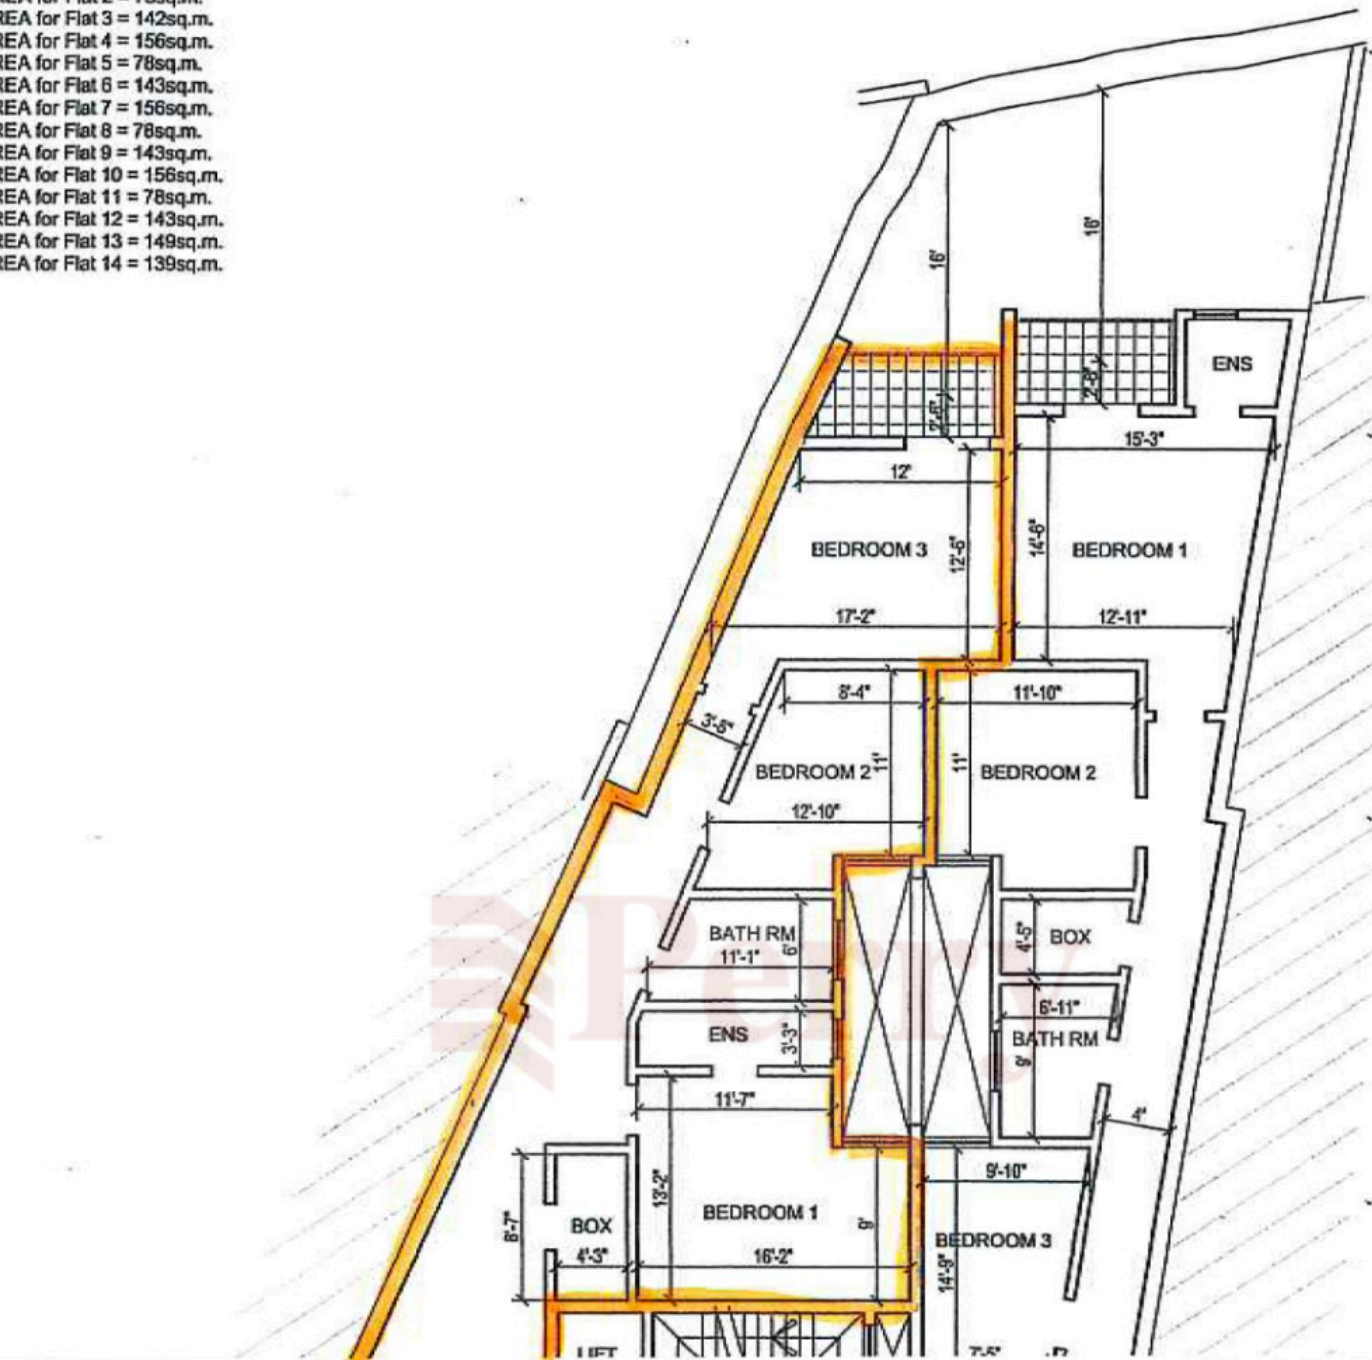 REA for Flat 3 = 142sq.m.
REA for Flat 4 = 156sq.m.
REA for Flat 5 = 78sq.m.
REA for Flat 6 = 143sq.m.
REA for Flat 7 = 156sq.m.
REA for Flat 8 = 78sq.m.
REA for Flat 9 = 143sq.m.
REA for Flat 10 = 156sq.m.
REA for Flat 11 = 78sq.m.
REA for Flat 12 = 143sq.m.
REA for Flat 13 = 149sq.m.
REA for Flat 14 = 139sq.m.
16'
16'
ENS
2'-6"
15'-3"
12'
BEDROOM 3
12'-6"
14'-6"
BEDROOM 1
17'-2"
12'-11"
8'-4"
11'-10"
BEDROOM 2
11'
11'
BEDROOM 2
12'-10"
BATH RM
6'
11'-1"
4'-5"
BOX
Perry
ENS
3'-3"
6'-11"
BATH RM
9'
11'-7"
4'
13'-2"
9'-10"
8'-7"
BOX
BEDROOM 1
9'
BEDROOM 3
4'-3"
16'-2"
14'-9"
LIFT